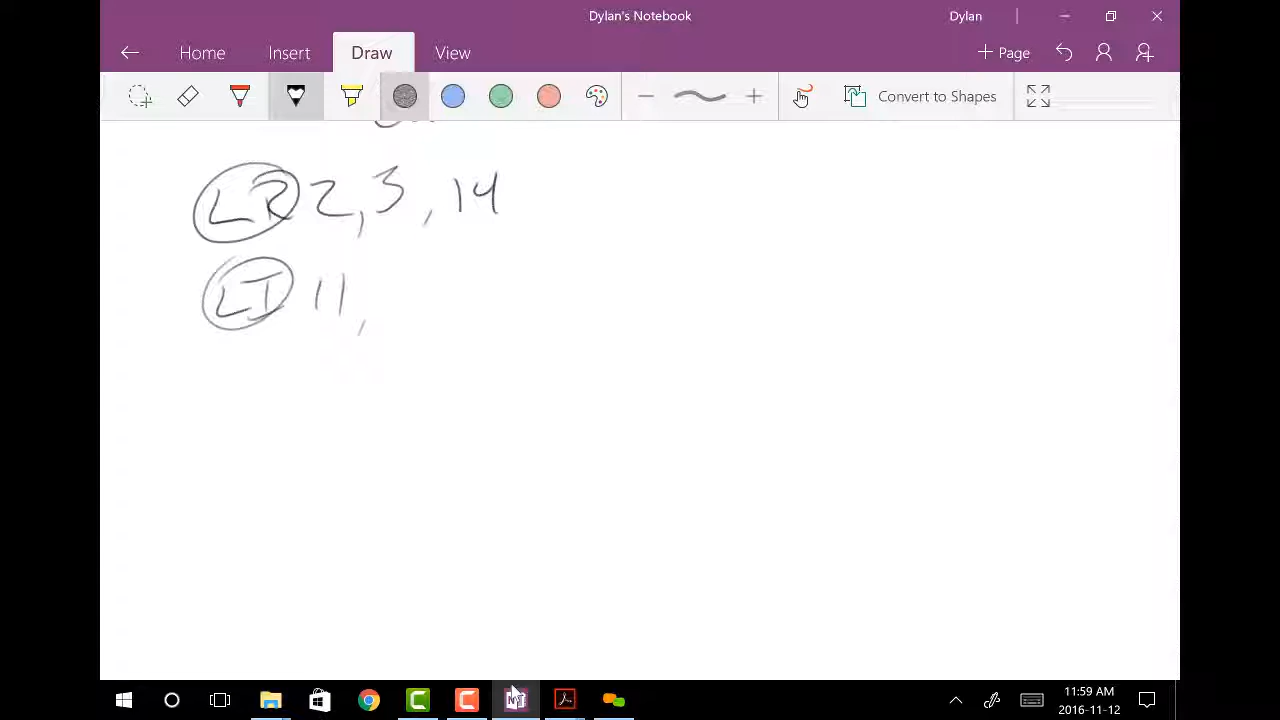 Dylan's Notebook
Dylan
Home Insert Draw View
Page
Convert to Shapes
LR 2, 3, 14
LI 11,
11:59 AM
2016-11-12